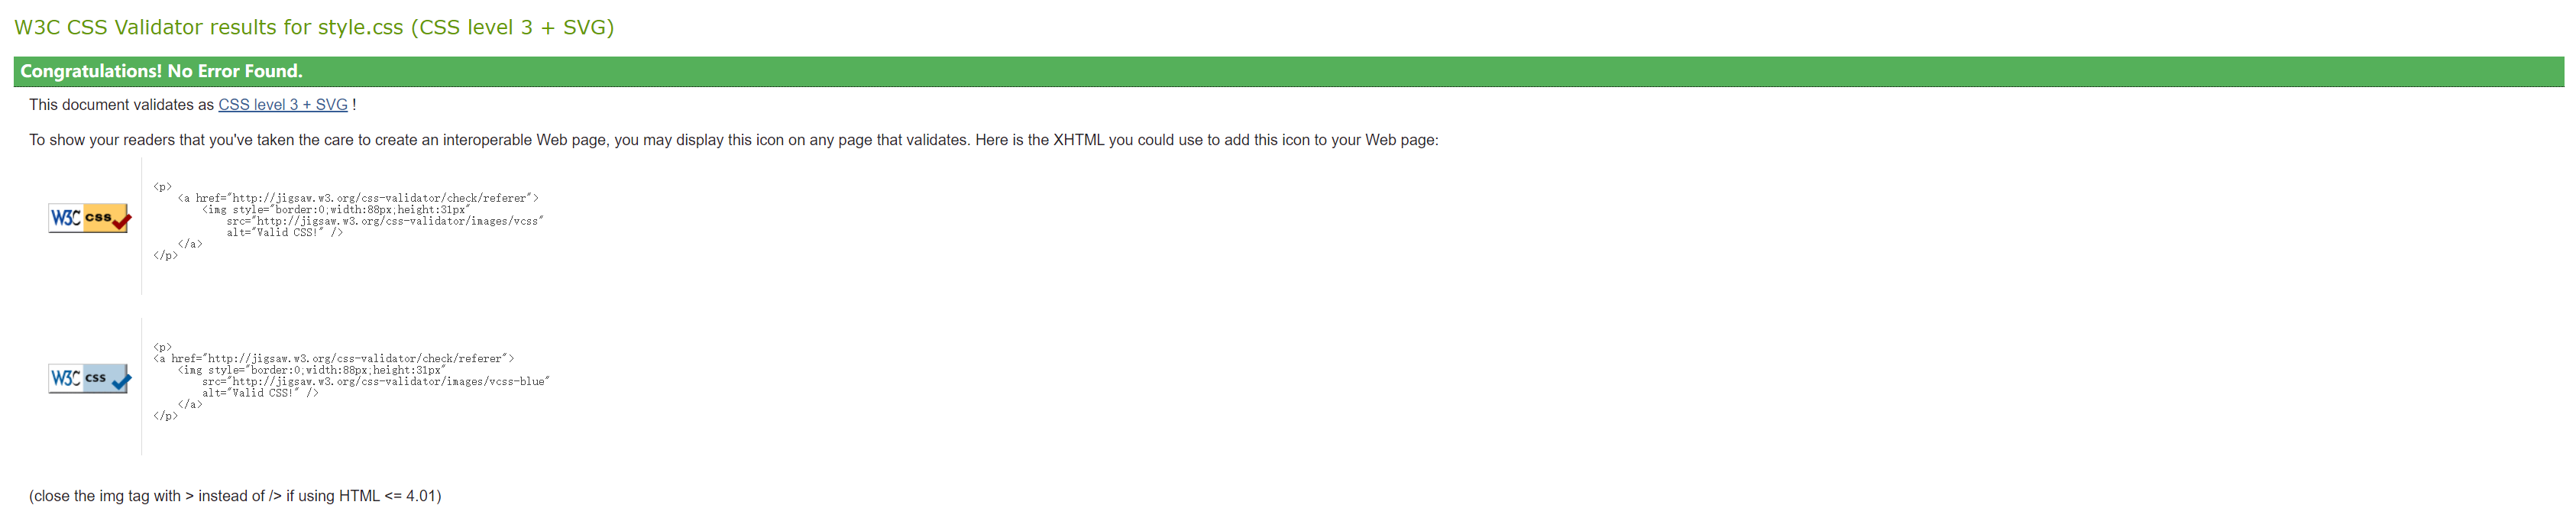 W3C CSS Validator results for style.css (CSS level 3 + SVG)
Congratulations! No Error Found.
This document validates as CSS level 3 + SVG !
To show your readers that you've taken the care to create an interoperable Web page, you may display this icon on any page that validates. Here is the XHTML you could use to add this icon to your Web page:
W3C css
<p>
    <a href="http://jigsaw.w3.org/css-validator/check/referer">
        <img style="border:0;width:88px;height:31px"
            src="http://jigsaw.w3.org/css-validator/images/vcss"
            alt="Valid CSS!" />
    </a>
</p>
W3C css
<p>
<a href="http://jigsaw.w3.org/css-validator/check/referer">
    <img style="border:0;width:88px;height:31px"
        src="http://jigsaw.w3.org/css-validator/images/vcss-blue"
        alt="Valid CSS!" />
    </a>
</p>
(close the img tag with > instead of /> if using HTML <= 4.01)